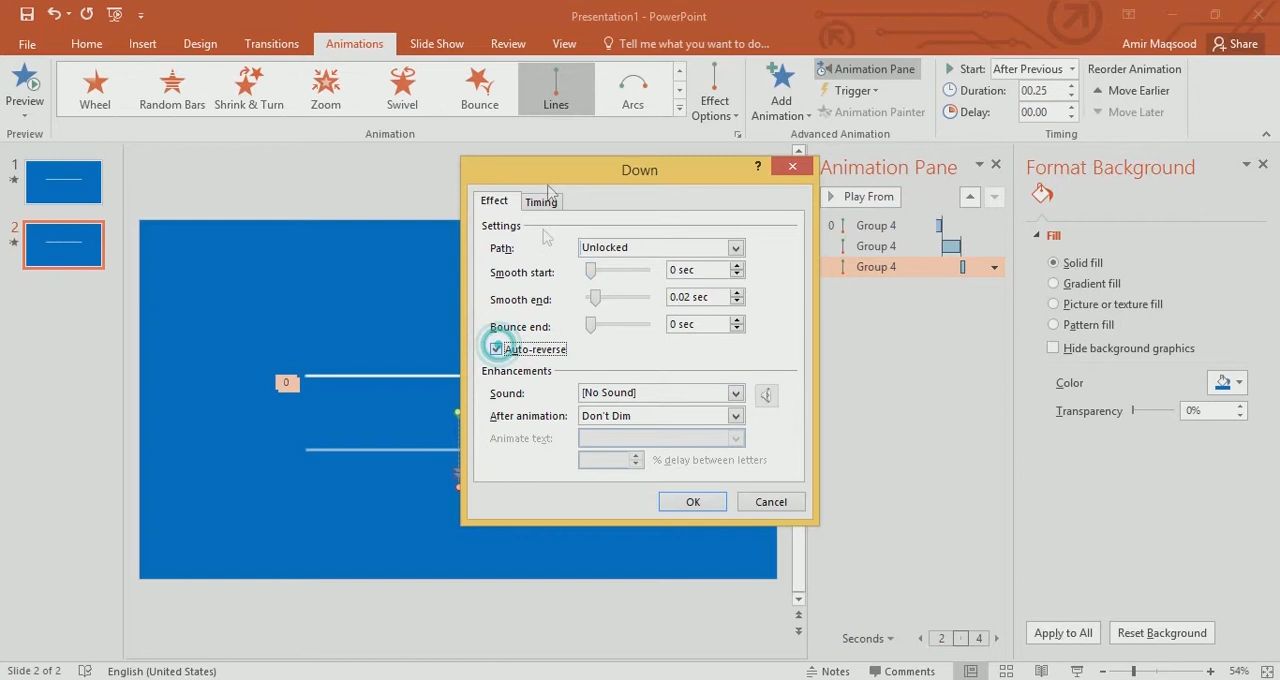 Presentation1 - PowerPoint
File Home Insert Design Transitions Animations Slide Show Review View Tell me what you want to do... Amir Maqsood Share
Preview Wheel Random Bars Shrink & Turn Zoom Swivel Bounce Lines Arcs Effect Options Add Animation Animation Pane Trigger Animation Painter Start: After Previous Reorder Animation
Duration: 00.25 Move Earlier
Delay: 00.00 Move Later
Preview Animation Advanced Animation Timing
1
2
0
Down ?
Effect Timing
Settings
Path: Unlocked
Smooth start: 0 sec
Smooth end: 0.02 sec
Bounce end: 0 sec
Auto-reverse
Enhancements
Sound: [No Sound]
After animation: Don't Dim
Animate text:
% delay between letters
OK Cancel
Animation Pane
Play From
0 Group 4
Group 4
Group 4
Seconds 2 4
Format Background
Fill
Solid fill
Gradient fill
Picture or texture fill
Pattern fill
Hide background graphics
Color
Transparency 0%
Apply to All Reset Background
Slide 2 of 2 English (United States) Notes Comments 54%